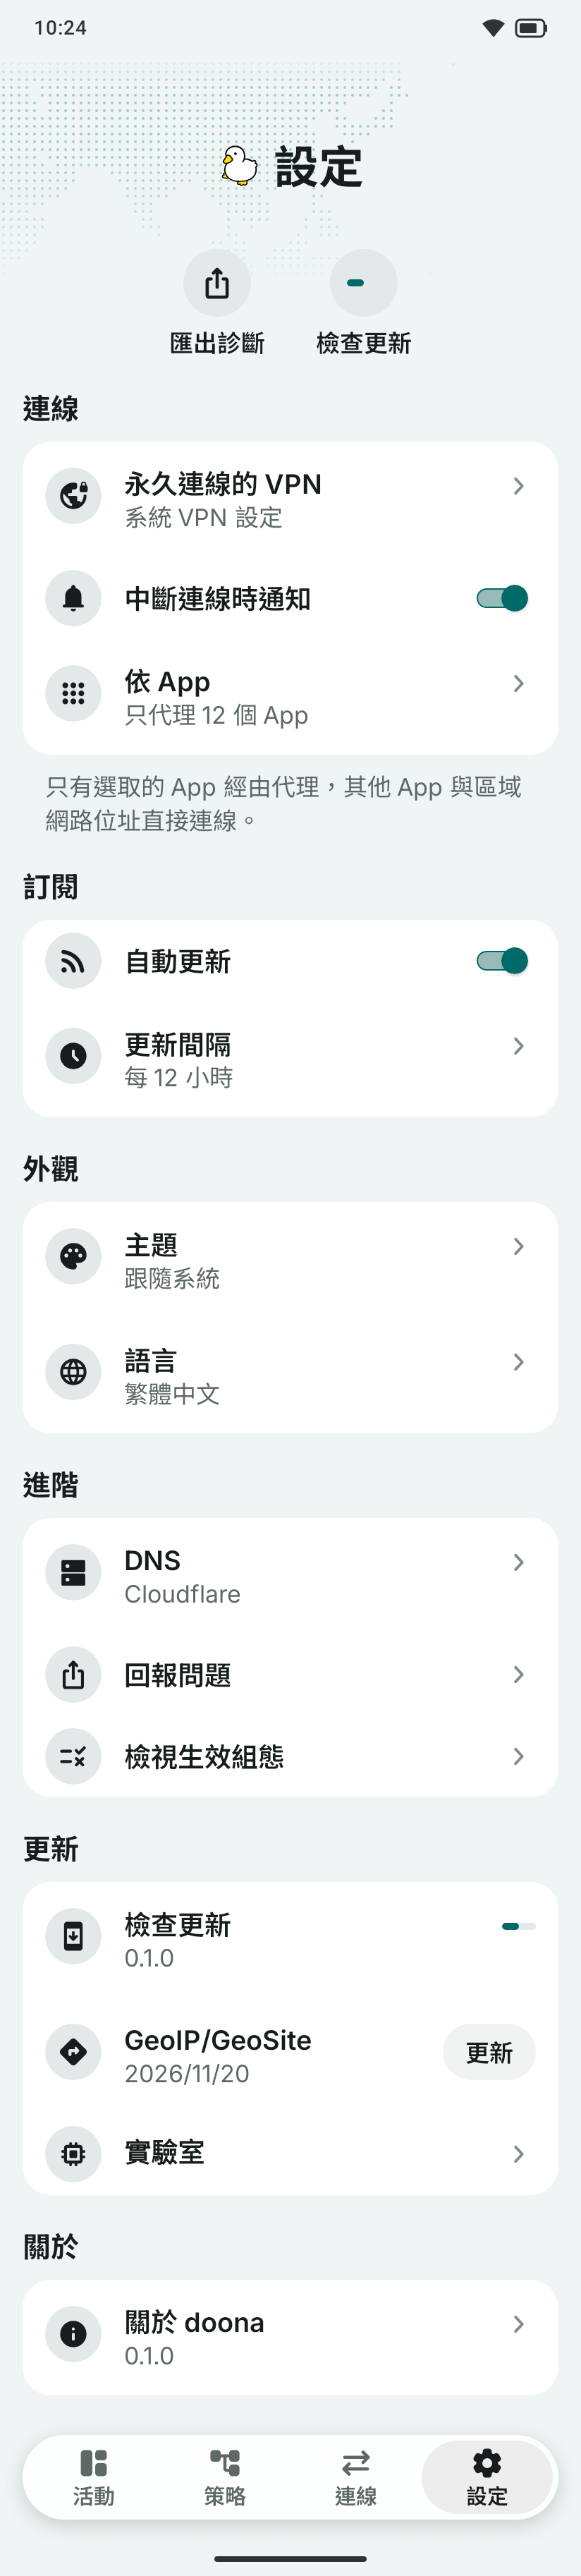 10:24
設定
匯出診斷
檢查更新
連線
永久連線的 VPN
系統 VPN 設定
中斷連線時通知
依 App
只代理 12 個 App
只有選取的 App 經由代理，其他 App 與區域
網路位址直接連線。
訂閱
自動更新
更新間隔
每 12 小時
外觀
主題
跟隨系統
語言
繁體中文
進階
DNS
Cloudflare
回報問題
檢視生效組態
更新
檢查更新
0.1.0
GeoIP/GeoSite
2026/11/20
更新
實驗室
關於
關於 doona
0.1.0
活動
策略
連線
設定